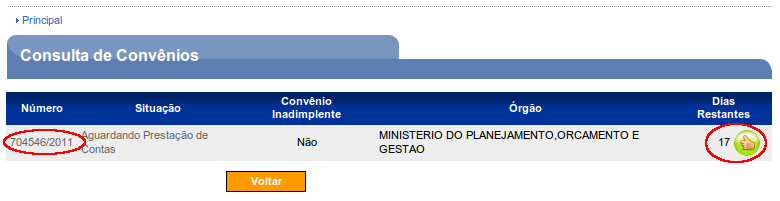 Principal
Consulta de Convênios
Número Situação Convênio Inadimplente Órgão Dias Restantes
704546/2011 Aguardando Prestação de Contas Não MINISTERIO DO PLANEJAMENTO,ORCAMENTO E GESTAO 17
Voltar